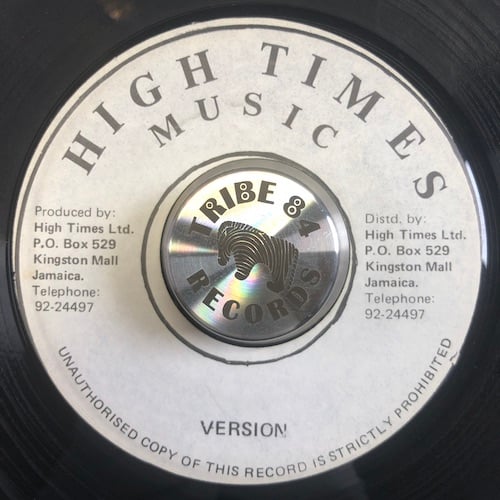 HIGH TIMES
MUSIC
TRIBE 84
RECORDS
Produced by:
High Times Ltd.
P.O. Box 529
Kingston Mall
Jamaica.
Telephone:
92-24497
Distd. by:
High Times Ltd.
P.O. Box 529
Kingston Mall
Jamaica.
Telephone:
92-24497
VERSION
UNAUTHORISED COPY OF THIS RECORD IS STRICTLY PROHIBITED